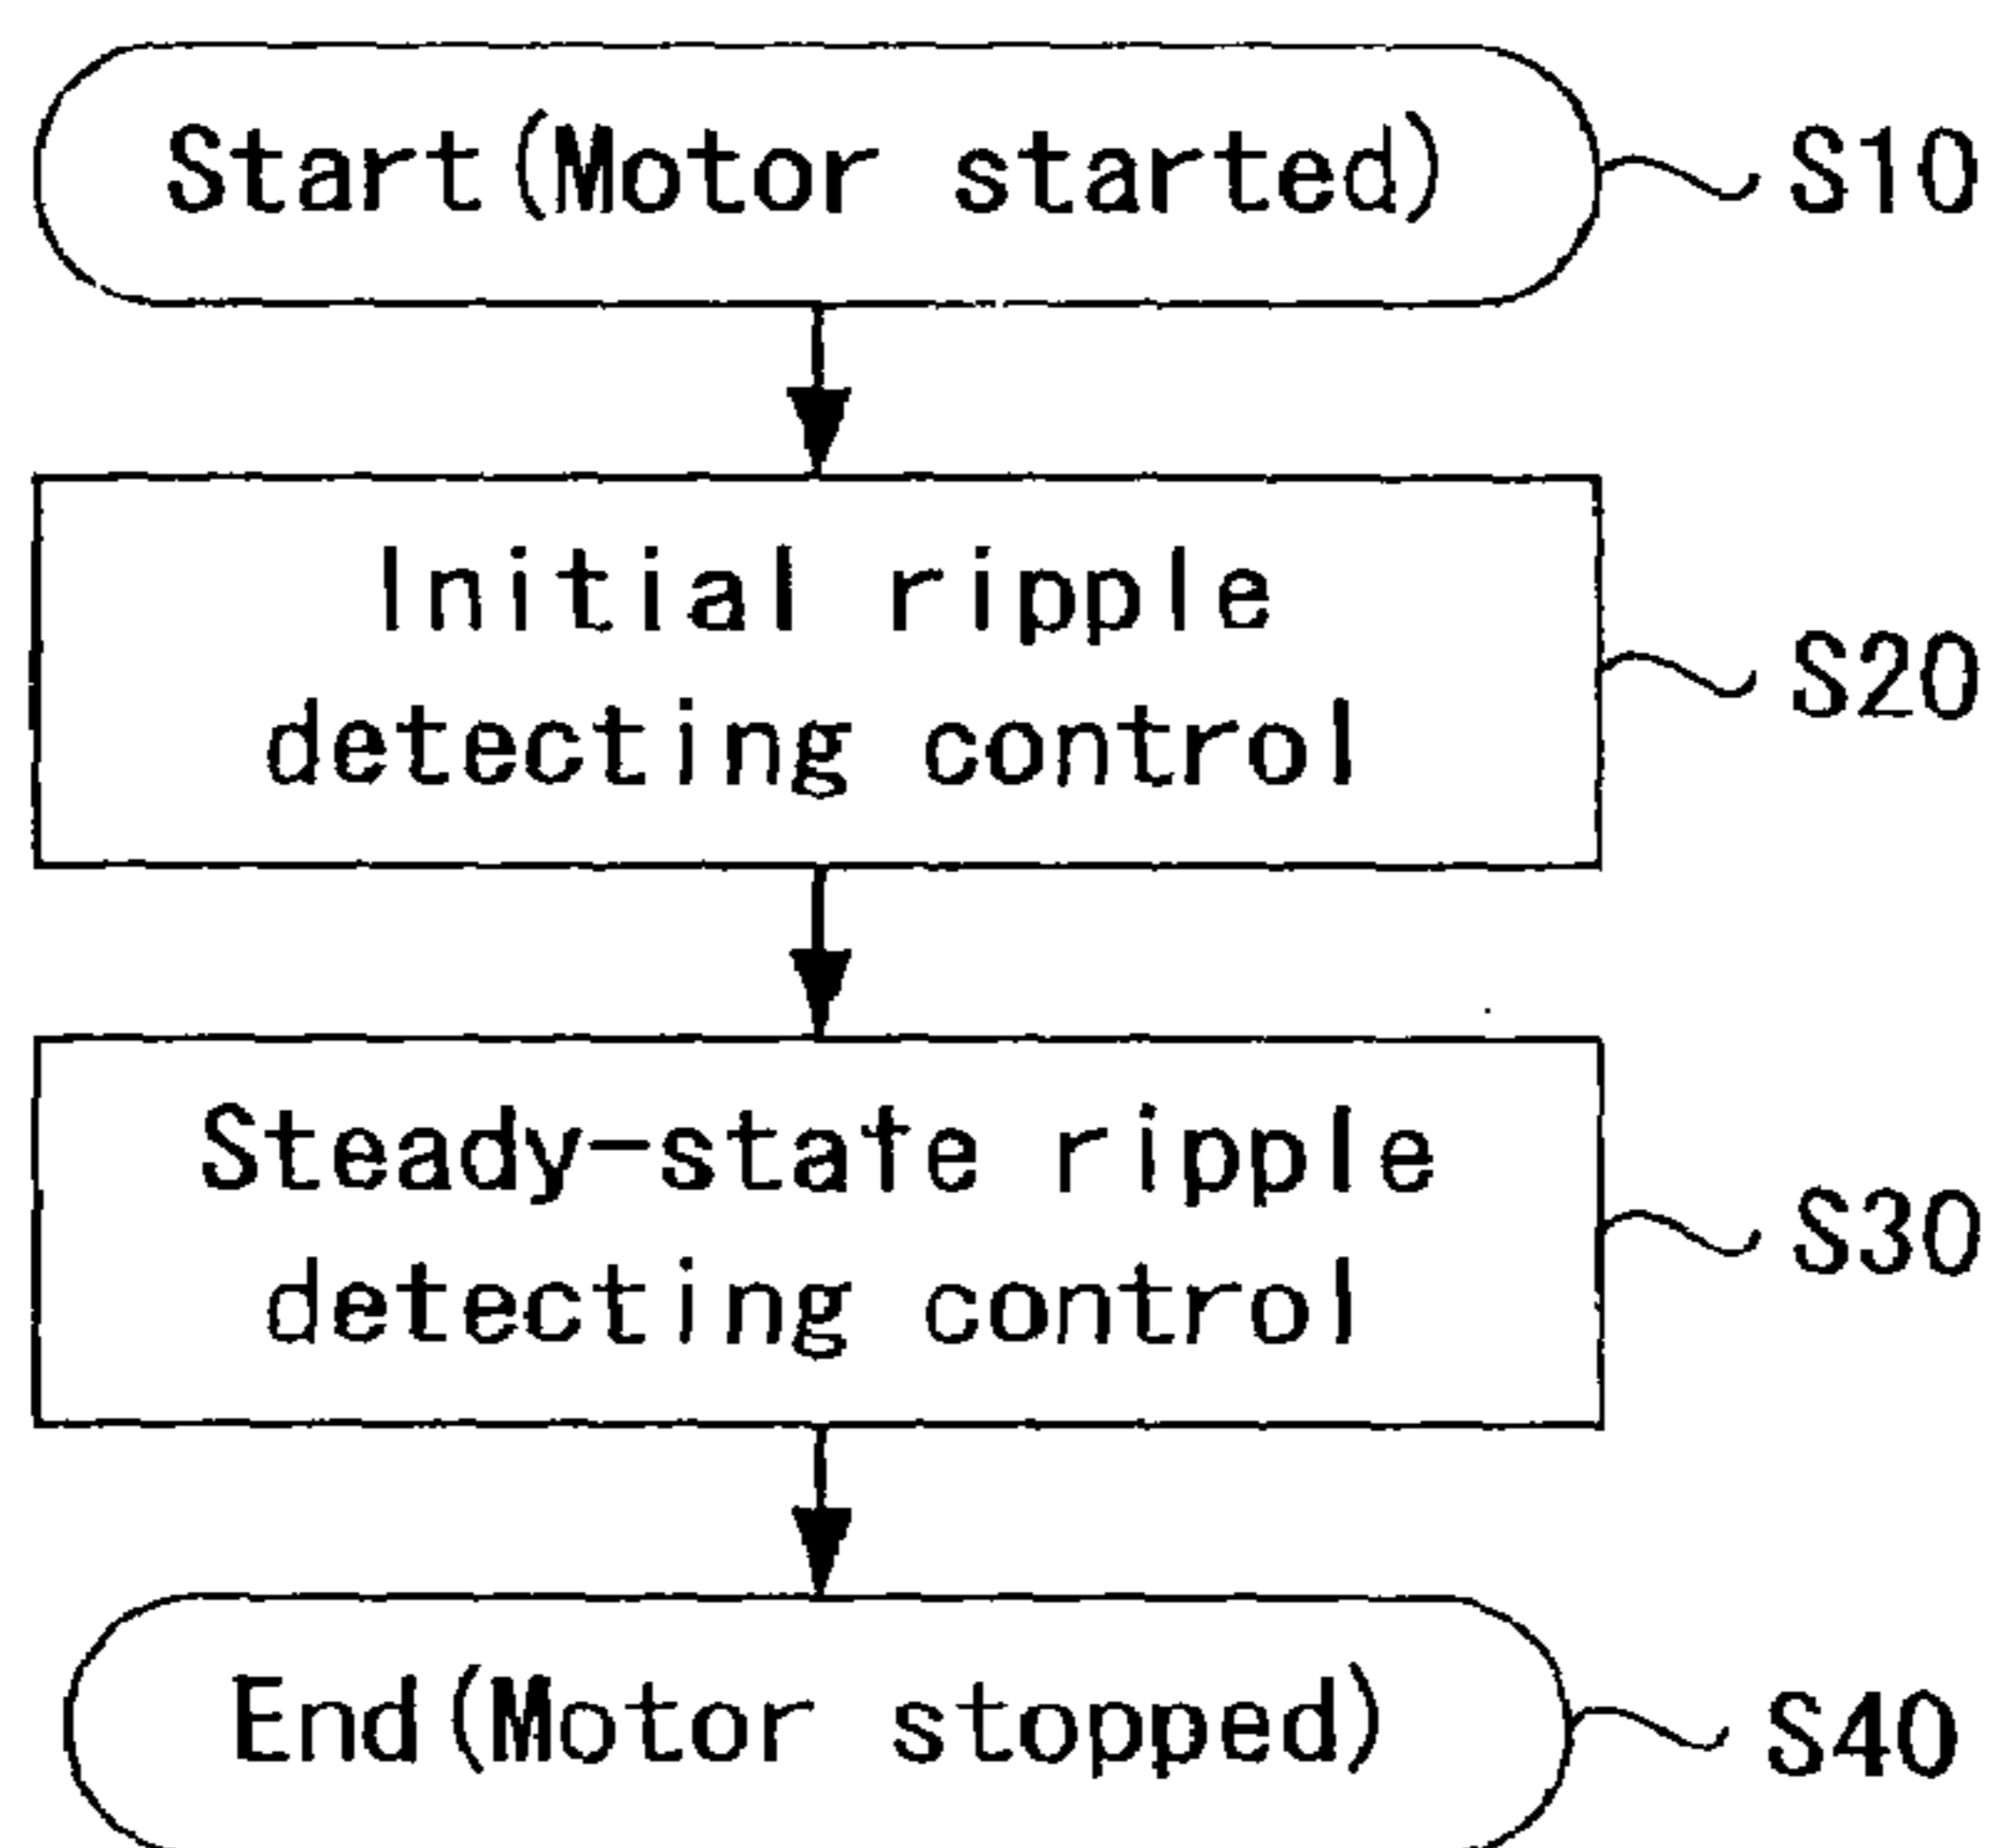 Start(Motor started)
S10
Initial ripple
detecting control
S20
Steady-state ripple
detecting control
S30
End(Motor stopped)
S40